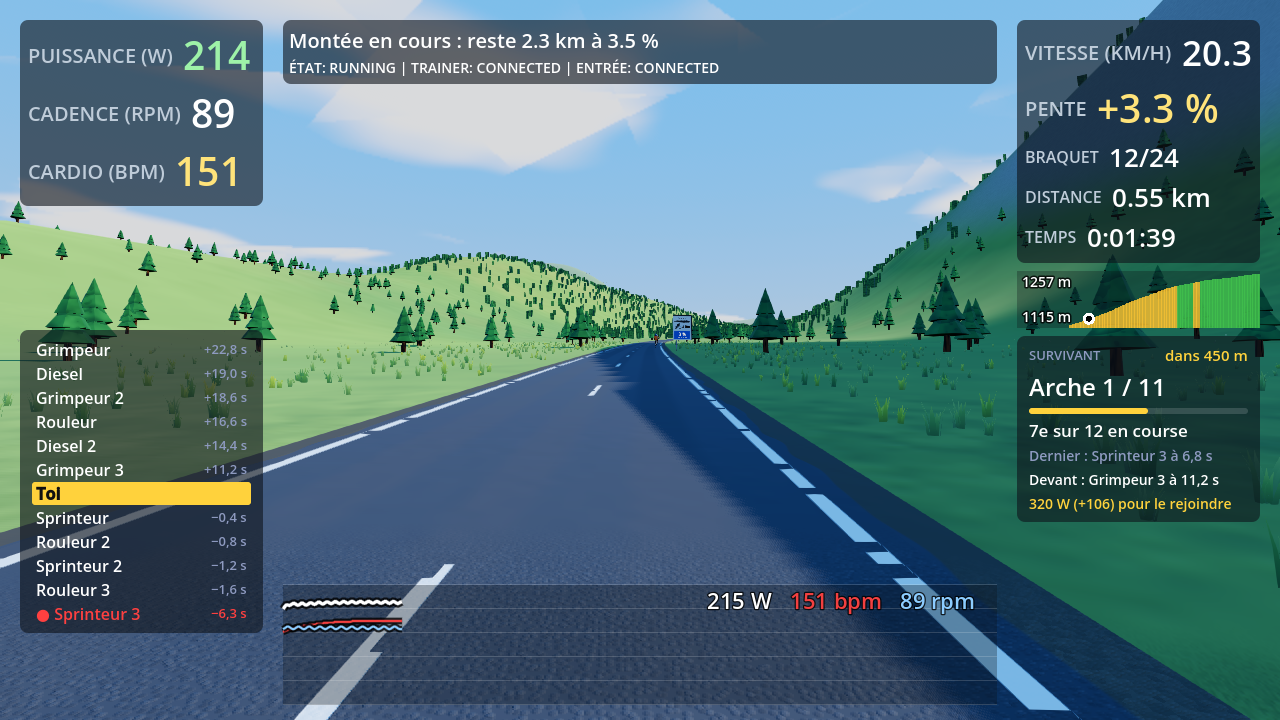 PUISSANCE (W) 214
CADENCE (RPM) 89
CARDIO (BPM) 151
Montée en cours : reste 2.3 km à 3.5 %
ÉTAT: RUNNING | TRAINER: CONNECTED | ENTRÉE: CONNECTED
VITESSE (KM/H) 20.3
PENTE +3.3 %
BRAQUET 12/24
DISTANCE 0.55 km
TEMPS 0:01:39
1257 m
1115 m
SURVIVANT dans 450 m
Arche 1 / 11
7e sur 12 en course
Dernier : Sprinteur 3 à 6,8 s
Devant : Grimpeur 3 à 11,2 s
320 W (+106) pour le rejoindre
Grimpeur +22,8 s
Diesel +19,0 s
Grimpeur 2 +18,6 s
Rouleur +16,6 s
Diesel 2 +14,4 s
Grimpeur 3 +11,2 s
Toi
Sprinteur −0,4 s
Rouleur 2 −0,8 s
Sprinteur 2 −1,2 s
Rouleur 3 −1,6 s
Sprinteur 3 −6,3 s
215 W 151 bpm 89 rpm